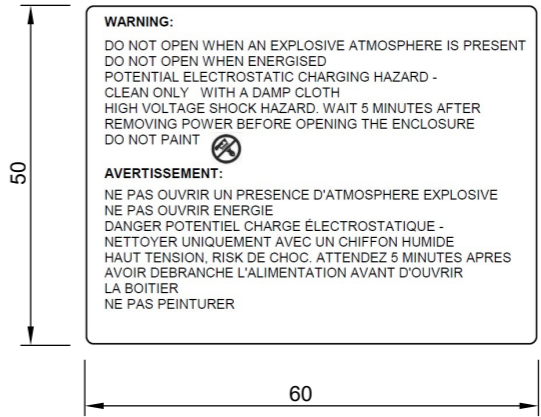 WARNING:
DO NOT OPEN WHEN AN EXPLOSIVE ATMOSPHERE IS PRESENT
DO NOT OPEN WHEN ENERGISED
POTENTIAL ELECTROSTATIC CHARGING HAZARD -
CLEAN ONLY WITH A DAMP CLOTH
HIGH VOLTAGE SHOCK HAZARD. WAIT 5 MINUTES AFTER
REMOVING POWER BEFORE OPENING THE ENCLOSURE
DO NOT PAINT
AVERTISSEMENT:
NE PAS OUVRIR UN PRESENCE D'ATMOSPHERE EXPLOSIVE
NE PAS OUVRIR ENERGIE
DANGER POTENTIEL CHARGE ÉLECTROSTATIQUE -
NETTOYER UNIQUEMENT AVEC UN CHIFFON HUMIDE
HAUT TENSION, RISK DE CHOC. ATTENDEZ 5 MINUTES APRES
AVOIR DEBRANCHE L'ALIMENTATION AVANT D'OUVRIR
LA BOITIER
NE PAS PEINTURER
50
60